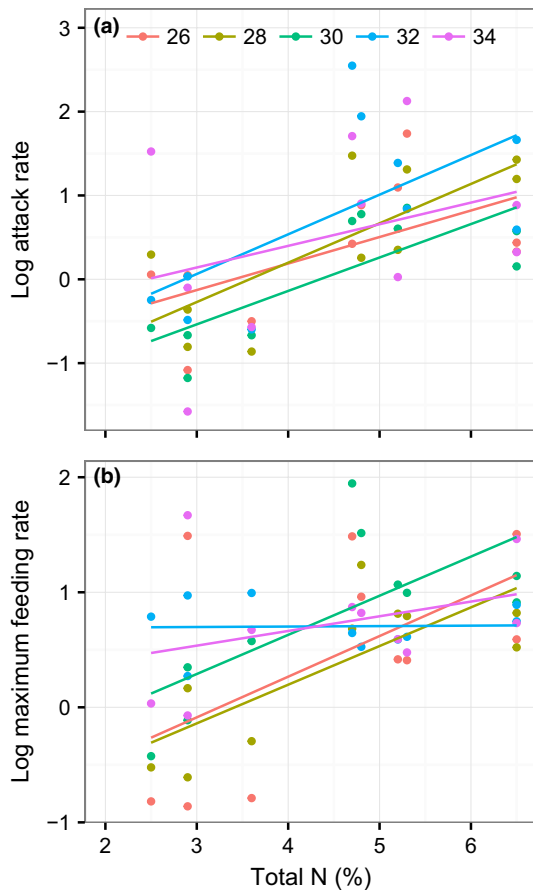 (a) 26 28 30 32 34
3
2
1
0
−1
Log attack rate
(b)
2
1
0
−1
Log maximum feeding rate
2 3 4 5 6
Total N (%)